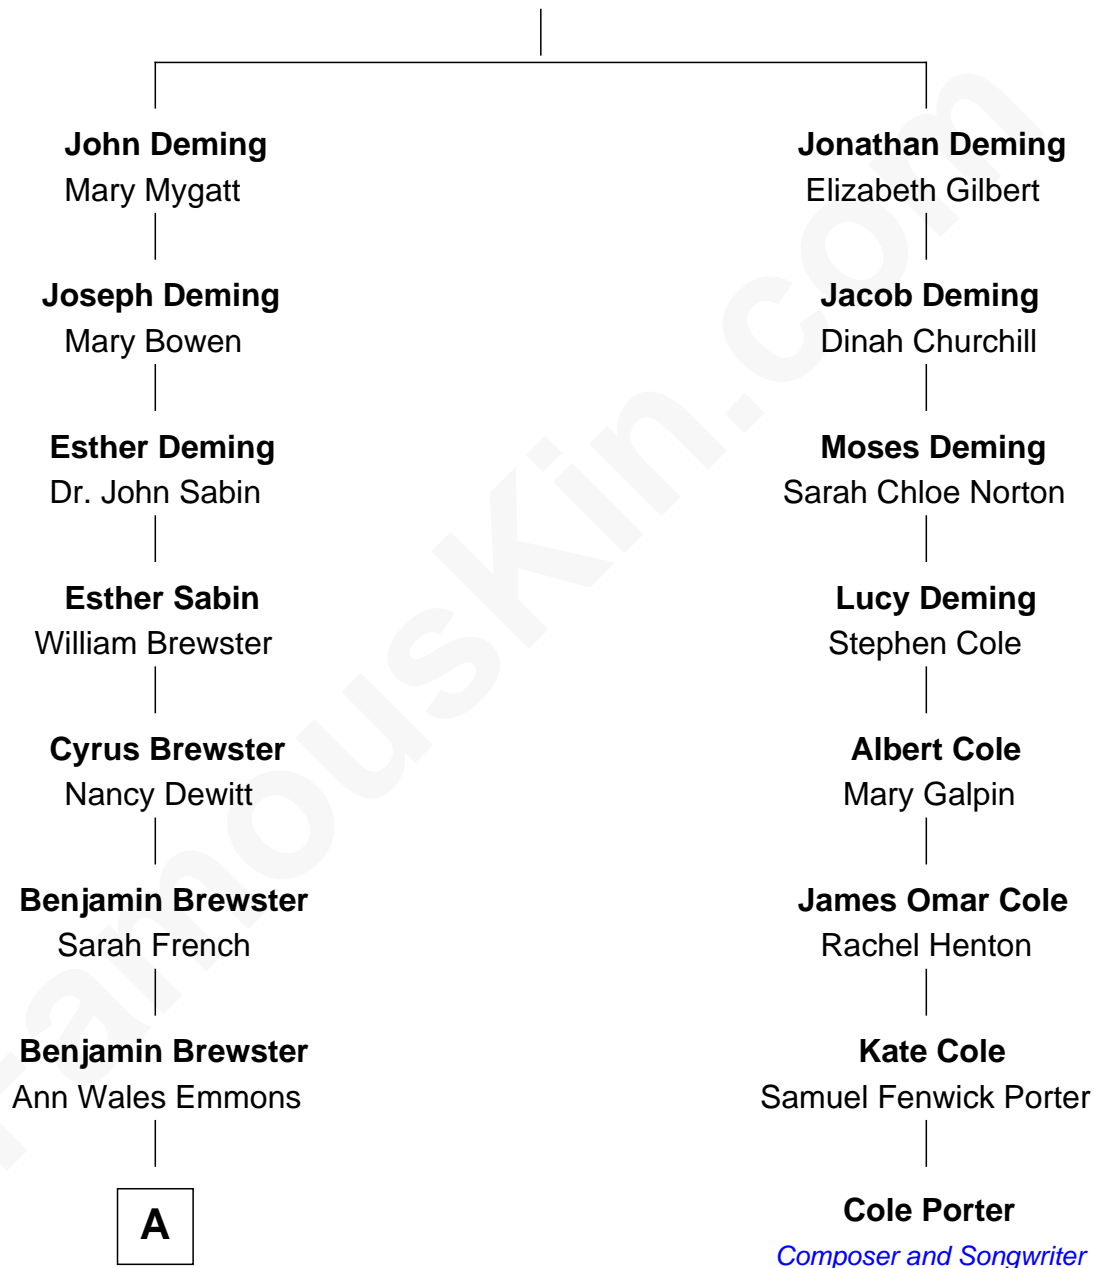 John Deming
Mary Mygatt
Joseph Deming
Mary Bowen
Esther Deming
Dr. John Sabin
Esther Sabin
William Brewster
Cyrus Brewster
Nancy Dewitt
Benjamin Brewster
Sarah French
Benjamin Brewster
Ann Wales Emmons
A
Jonathan Deming
Elizabeth Gilbert
Jacob Deming
Dinah Churchill
Moses Deming
Sarah Chloe Norton
Lucy Deming
Stephen Cole
Albert Cole
Mary Galpin
James Omar Cole
Rachel Henton
Kate Cole
Samuel Fenwick Porter
Cole Porter
Composer and Songwriter
FamousKin.com